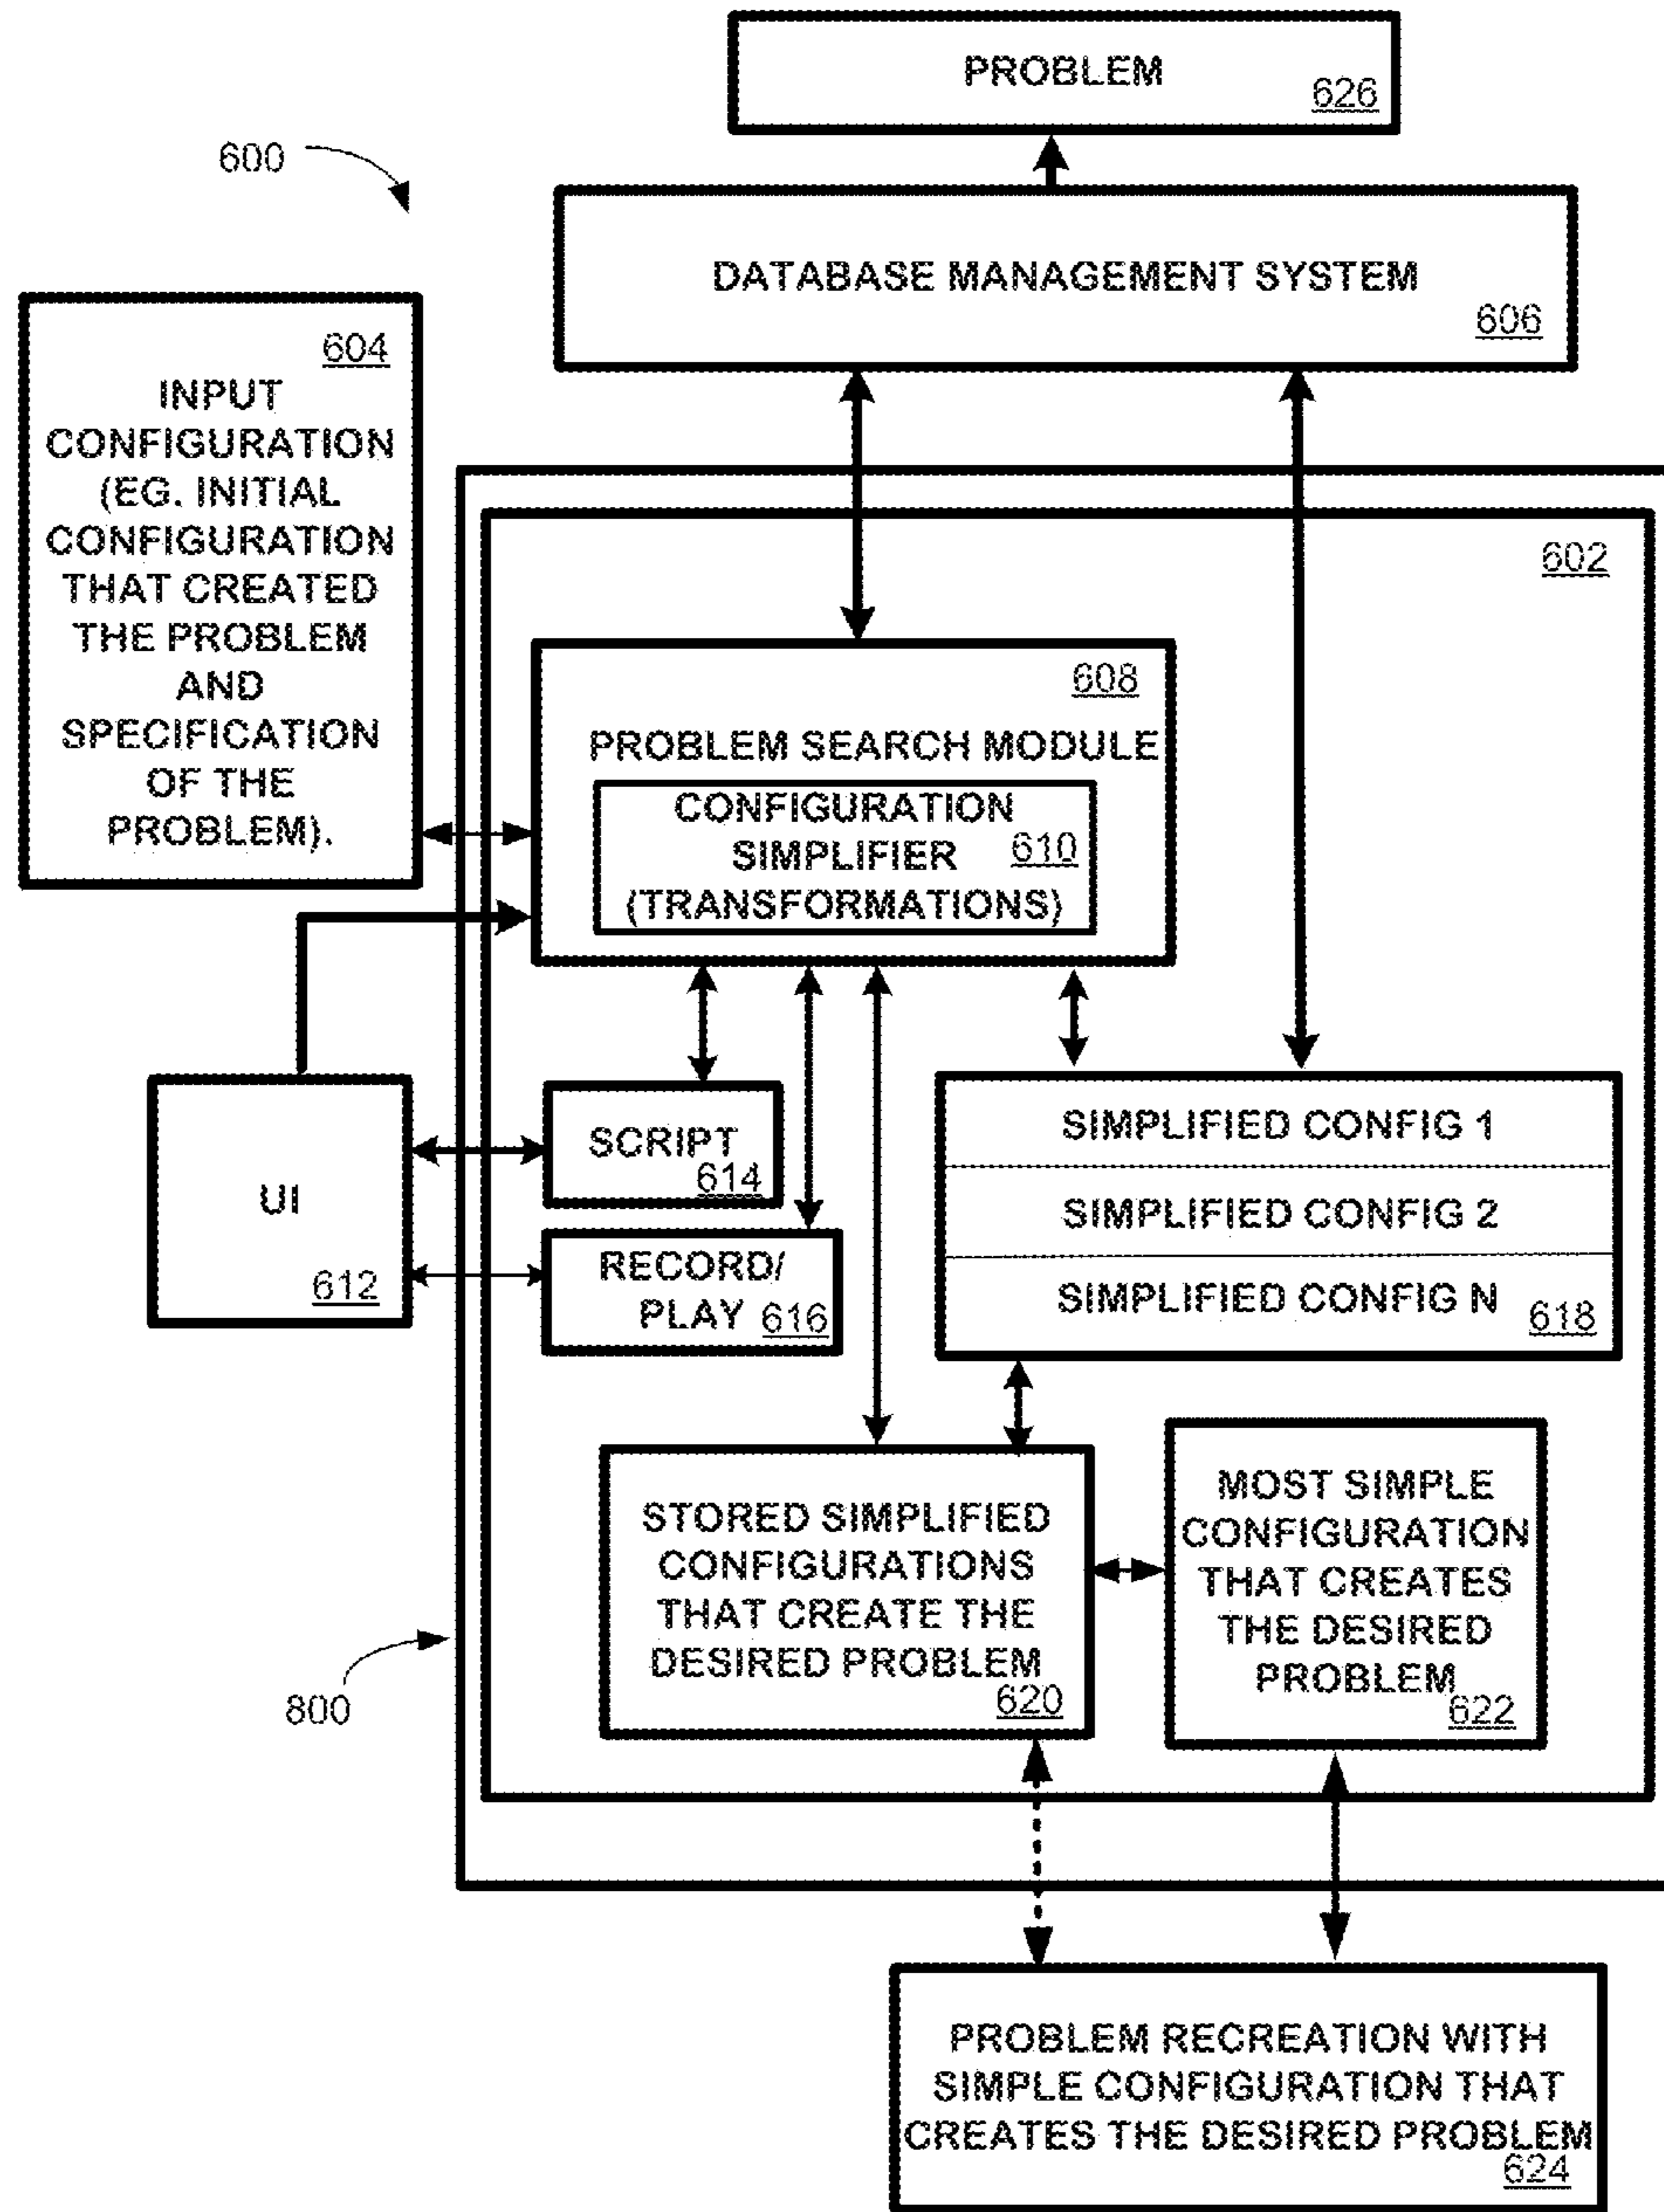 PROBLEM
626
600
DATABASE MANAGEMENT SYSTEM
606
604
INPUT
CONFIGURATION
(EG. INITIAL
CONFIGURATION
THAT CREATED
THE PROBLEM
AND
SPECIFICATION
OF THE
PROBLEM).
602
608
PROBLEM SEARCH MODULE
CONFIGURATION
SIMPLIFIER 610
(TRANSFORMATIONS)
UI
612
SCRIPT
614
RECORD/
PLAY 616
SIMPLIFIED CONFIG 1
SIMPLIFIED CONFIG 2
SIMPLIFIED CONFIG N
618
STORED SIMPLIFIED
CONFIGURATIONS
THAT CREATE THE
DESIRED PROBLEM
620
MOST SIMPLE
CONFIGURATION
THAT CREATES
THE DESIRED
PROBLEM
622
800
PROBLEM RECREATION WITH
SIMPLE CONFIGURATION THAT
CREATES THE DESIRED PROBLEM
624